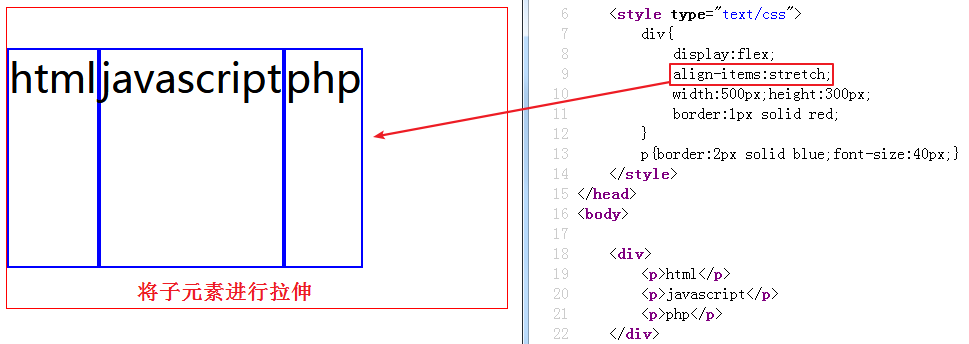 html javascript php
将子元素进行拉伸
6 <style type="text/css">
7 div{
8 display:flex;
9 align-items:stretch;
10 width:500px;height:300px;
11 border:1px solid red;
12 }
13 p{border:2px solid blue;font-size:40px;}
14 </style>
15 </head>
16 <body>
17
18 <div>
19 <p>html</p>
20 <p>javascript</p>
21 <p>php</p>
22 </div>